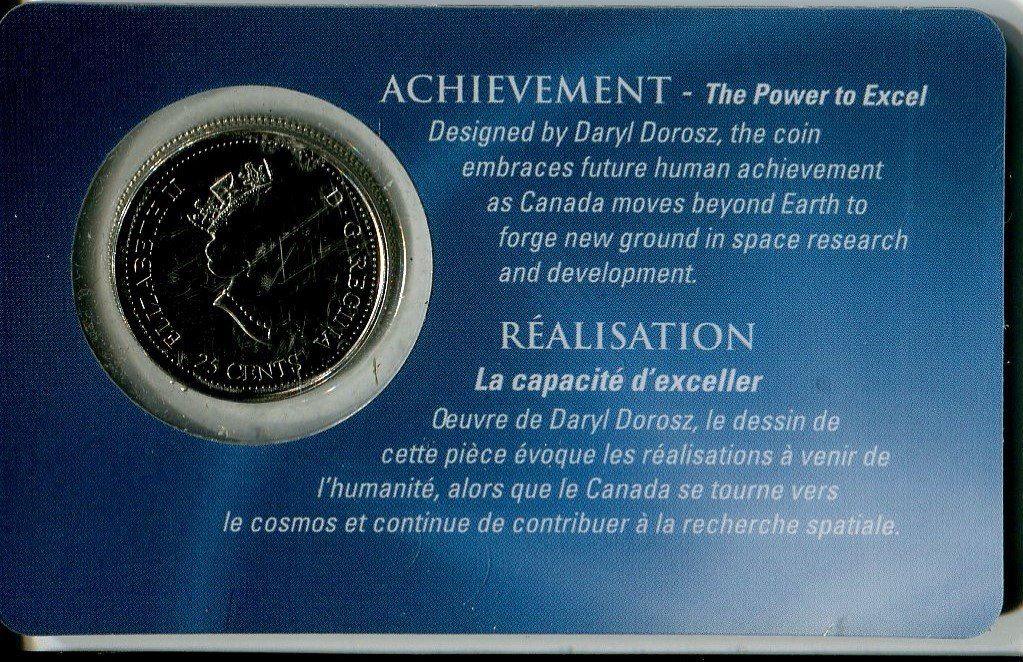 ACHIEVEMENT - The Power to Excel
Designed by Daryl Dorosz, the coin
embraces future human achievement
as Canada moves beyond Earth to
forge new ground in space research
and development.
RÉALISATION
La capacité d'exceller
Œuvre de Daryl Dorosz, le dessin de
cette pièce évoque les réalisations à venir de
l'humanité, alors que le Canada se tourne vers
le cosmos et continue de contribuer à la recherche spatiale.
ELIZABETH II
D·G·REGINA
25 CENTS